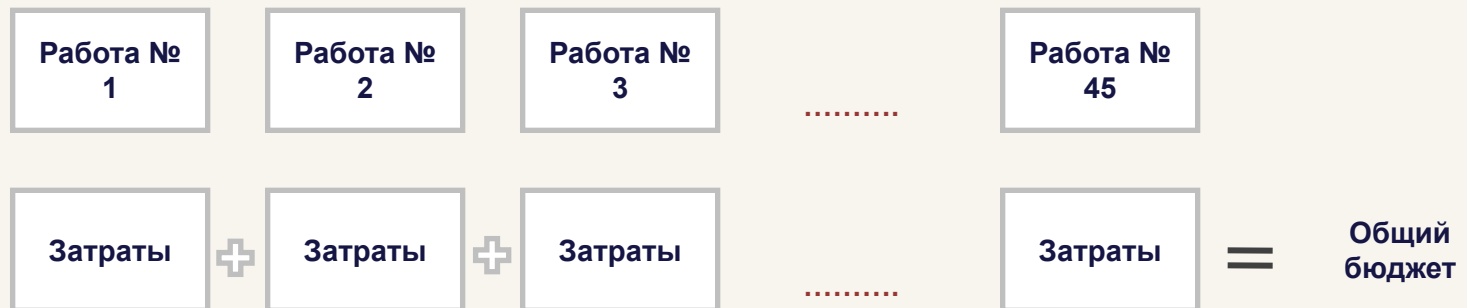 Работа №
1
Работа №
2
Работа №
3
……….
Работа №
45
Затраты
Затраты
Затраты
……….
Затраты
=
Общий
бюджет